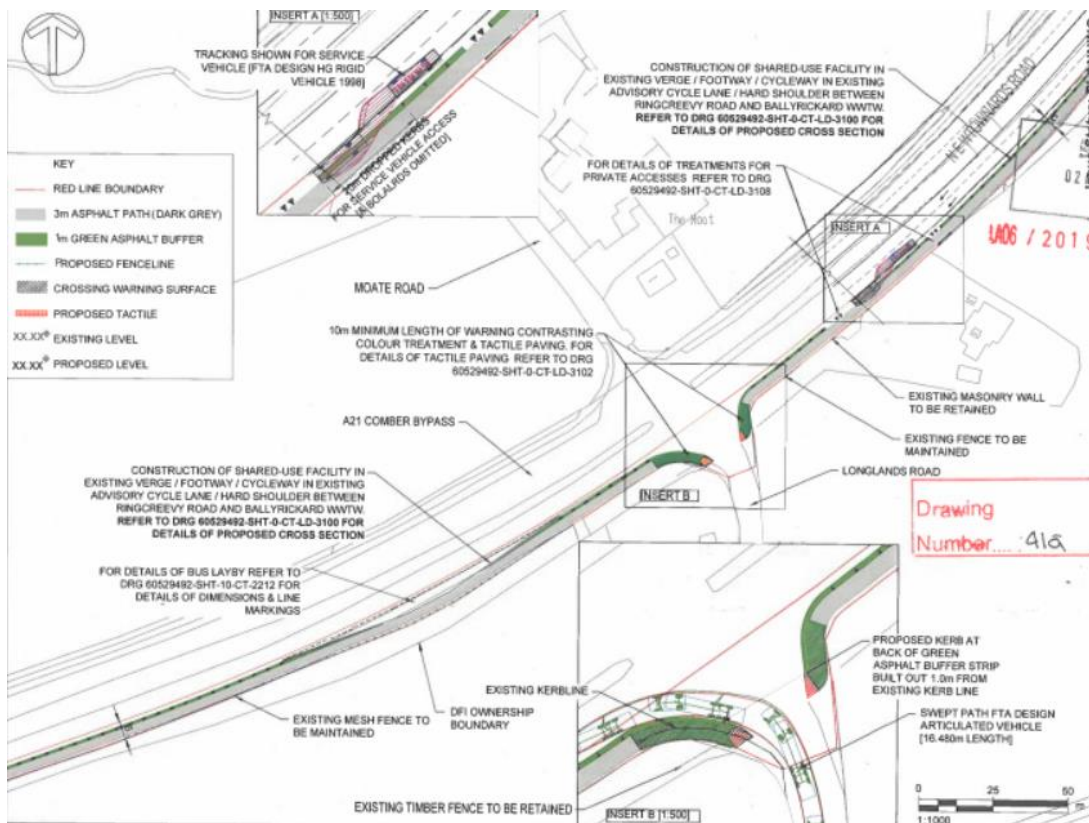 INSERT A [1:500]
TRACKING SHOWN FOR SERVICE
VEHICLE [FTA DESIGN HG RIGID
VEHICLE 1998]
DROPPED KERBS
FOR SERVICE VEHICLE ACCESS
BOLALRDS OMITTED]
CONSTRUCTION OF SHARED-USE FACILITY IN
EXISTING VERGE / FOOTWAY / CYCLEWAY IN EXISTING
ADVISORY CYCLE LANE / HARD SHOULDER BETWEEN
RINGCREEVY ROAD AND BALLYRICKARD WWTW.
REFER TO DRG 60529492-SHT-0-CT-LD-3100 FOR
DETAILS OF PROPOSED CROSS SECTION
NEWTOWNARDS ROAD
FOR DETAILS OF TREATMENTS FOR
PRIVATE ACCESSES REFER TO DRG
60529492-SHT-0-CT-LD-3108
The Moat
INSERT A
KEY
RED LINE BOUNDARY
3m ASPHALT PATH (DARK GREY)
1m GREEN ASPHALT BUFFER
PROPOSED FENCELINE
CROSSING WARNING SURFACE
PROPOSED TACTILE
XX.XX EXISTING LEVEL
XX.XX PROPOSED LEVEL
MOATE ROAD
10m MINIMUM LENGTH OF WARNING CONTRASTING
COLOUR TREATMENT & TACTILE PAVING. FOR
DETAILS OF TACTILE PAVING REFER TO DRG
60529492-SHT-0-CT-LD-3102
A21 COMBER BYPASS
EXISTING MASONRY WALL
TO BE RETAINED
EXISTING FENCE TO BE
MAINTAINED
LONGLANDS ROAD
CONSTRUCTION OF SHARED-USE FACILITY IN
EXISTING VERGE / FOOTWAY / CYCLEWAY IN EXISTING
ADVISORY CYCLE LANE / HARD SHOULDER BETWEEN
RINGCREEVY ROAD AND BALLYRICKARD WWTW.
REFER TO DRG 60529492-SHT-0-CT-LD-3100 FOR
DETAILS OF PROPOSED CROSS SECTION
INSERT B
Drawing
Number.... 41a
FOR DETAILS OF BUS LAYBY REFER TO
DRG 60529492-SHT-10-CT-2212 FOR
DETAILS OF DIMENSIONS & LINE
MARKINGS
PROPOSED KERB AT
BACK OF GREEN
ASPHALT BUFFER STRIP
BUILT OUT 1.0m FROM
EXISTING KERB LINE
EXISTING KERBLINE
EXISTING MESH FENCE TO
BE MAINTAINED
DFI OWNERSHIP
BOUNDARY
SWEPT PATH FTA DESIGN
ARTICULATED VEHICLE
[16.480m LENGTH]
EXISTING TIMBER FENCE TO BE RETAINED
INSERT B [1:500]
0 25 50